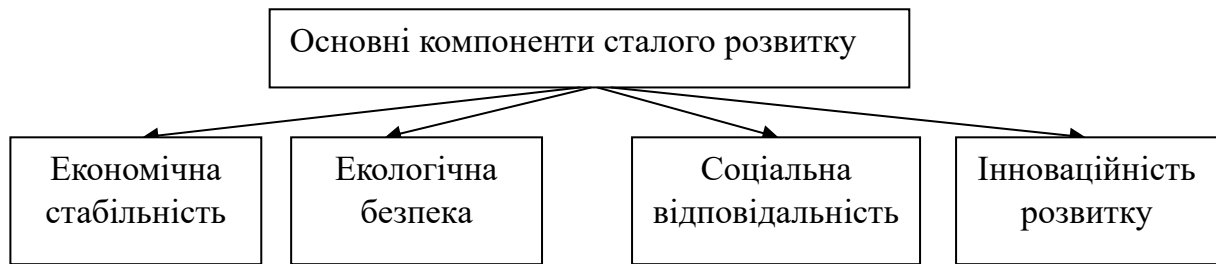 Основні компоненти сталого розвитку
Економічна
стабільність
Екологічна
безпека
Соціальна
відповідальність
Інноваційність
розвитку